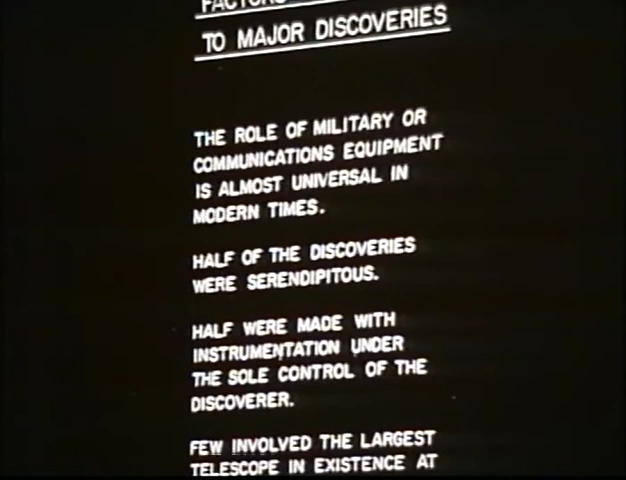 FACTORS
TO MAJOR DISCOVERIES
THE ROLE OF MILITARY OR
COMMUNICATIONS EQUIPMENT
IS ALMOST UNIVERSAL IN
MODERN TIMES.
HALF OF THE DISCOVERIES
WERE SERENDIPITOUS.
HALF WERE MADE WITH
INSTRUMENTATION UNDER
THE SOLE CONTROL OF THE
DISCOVERER.
FEW INVOLVED THE LARGEST
TELESCOPE IN EXISTENCE AT